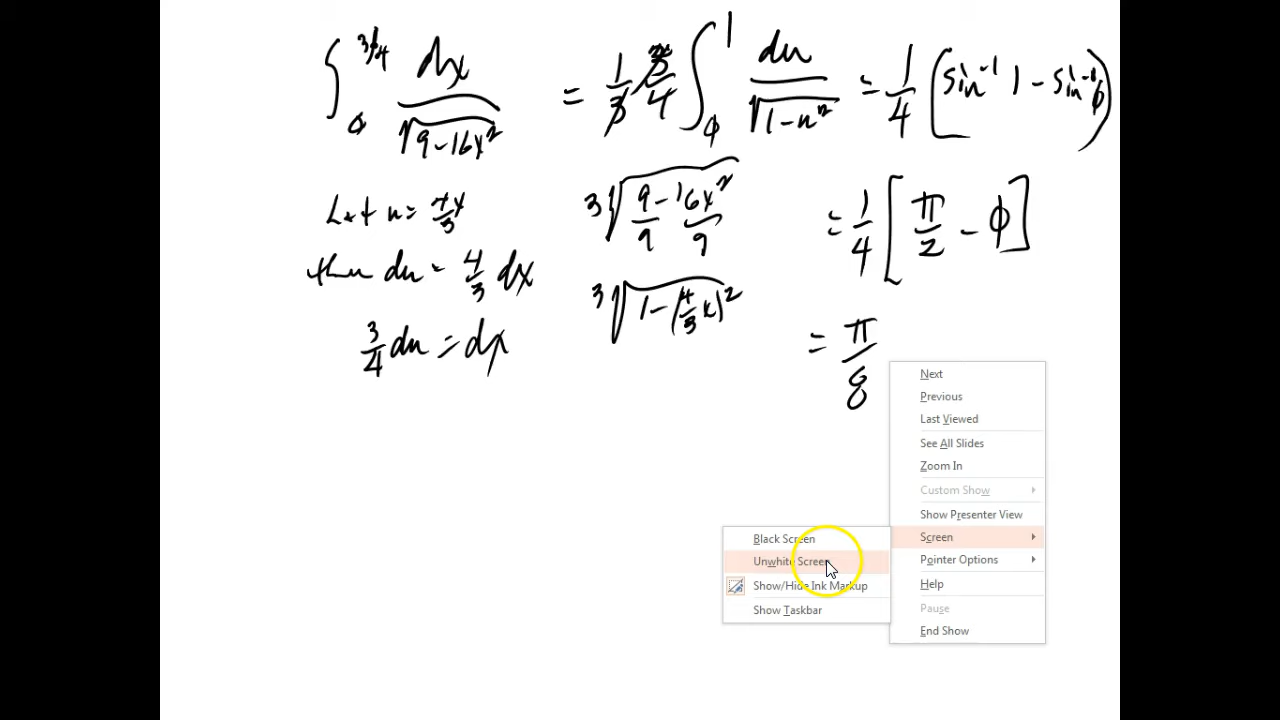 ∫₀^{3/4} dx/√(9-16x²) = 1/3 · 3/4 ∫₀¹ du/√(1-u²) = 1/4 (sin⁻¹ 1 - sin⁻¹ 0)
Let u = 4x/3
then du = 4/3 dx
3/4 du = dx
3√(9/9 - 16x²/9)
3√(1-(4/3 x)²)
= 1/4 [π/2 - 0]
= π/8
Next
Previous
Last Viewed
See All Slides
Zoom In
Custom Show
Show Presenter View
Screen
Pointer Options
Help
Pause
End Show
Black Screen
Unwhite Screen
Show/Hide Ink Markup
Show Taskbar